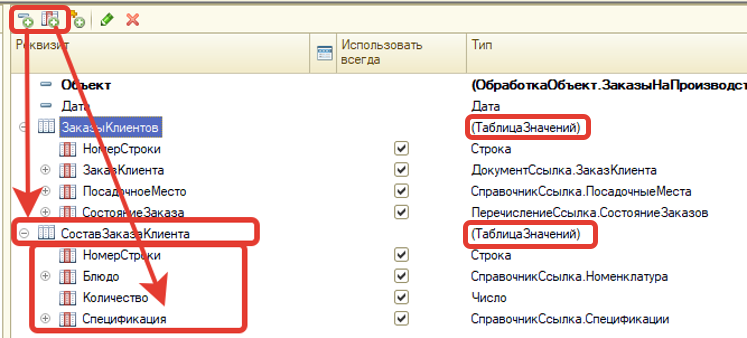 Реквизит Использовать всегда Тип
Объект (ОбработкаОбъект.ЗаказыНаПроизводст
Дата Дата
ЗаказыКлиентов (ТаблицаЗначений)
НомерСтроки Строка
ЗаказКлиента ДокументСсылка.ЗаказКлиента
ПосадочноеМесто СправочникСсылка.ПосадочныеМеста
СостояниеЗаказа ПеречислениеСсылка.СостояниеЗаказов
СоставЗаказаКлиента (ТаблицаЗначений)
НомерСтроки Строка
Блюдо СправочникСсылка.Номенклатура
Количество Число
Спецификация СправочникСсылка.Спецификации